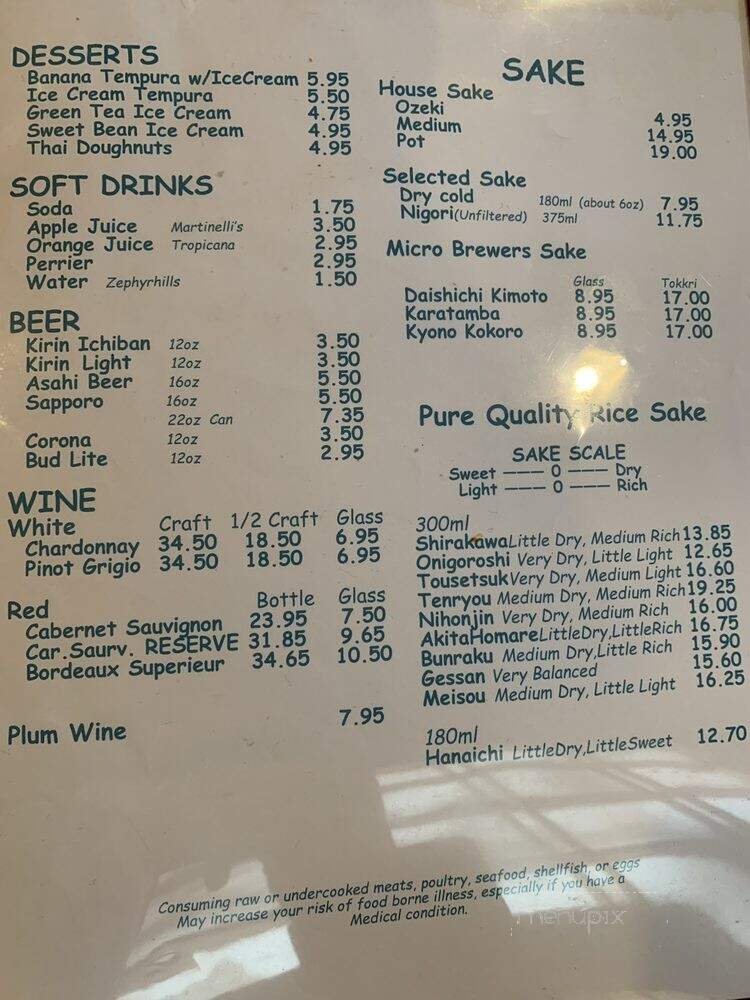 DESSERTS
Banana Tempura w/IceCream 5.95
Ice Cream Tempura 5.50
Green Tea Ice Cream 4.75
Sweet Bean Ice Cream 4.95
Thai Doughnuts 4.95
SOFT DRINKS
Soda 1.75
Apple Juice Martinelli's 3.50
Orange Juice Tropicana 2.95
Perrier 2.95
Water Zephyrhills 1.50
BEER
Kirin Ichiban 12oz 3.50
Kirin Light 12oz 3.50
Asahi Beer 16oz 5.50
Sapporo 16oz 5.50
22oz Can 7.35
Corona 12oz 3.50
Bud Lite 12oz 2.95
WINE
White Craft 1/2 Craft Glass
Chardonnay 34.50 18.50 6.95
Pinot Grigio 34.50 18.50 6.95
Red Bottle Glass
Cabernet Sauvignon 23.95 7.50
Car.Saurv. RESERVE 31.85 9.65
Bordeaux Superieur 34.65 10.50
Plum Wine 7.95
SAKE
House Sake
Ozeki
Medium 4.95
Pot 14.95
19.00
Selected Sake
Dry cold 180ml (about 6oz) 7.95
Nigori(Unfiltered) 375ml 11.75
Micro Brewers Sake
Glass Tokkri
Daishichi Kimoto 8.95 17.00
Karatamba 8.95 17.00
Kyono Kokoro 8.95 17.00
Pure Quality Rice Sake
SAKE SCALE
Sweet --- 0 --- Dry
Light --- 0 --- Rich
300ml
ShirakawaLittle Dry, Medium Rich 13.85
Onigoroshi Very Dry, Little Light 12.65
TousetsukVery Dry, Medium Light 16.60
Tenryou Medium Dry, Medium Rich 19.25
Nihonjin Very Dry, Medium Rich 16.00
AkitaHomareLittleDry,LittleRich 16.75
Bunraku Medium Dry,Little Rich 15.90
Gessan Very Balanced 15.60
Meisou Medium Dry, Little Light 16.25
180ml
Hanaichi LittleDry,LittleSweet 12.70
Consuming raw or undercooked meats, poultry, seafood, shellfish, or eggs
May increase your risk of food borne illness, especially if you have a
Medical condition.
menupix